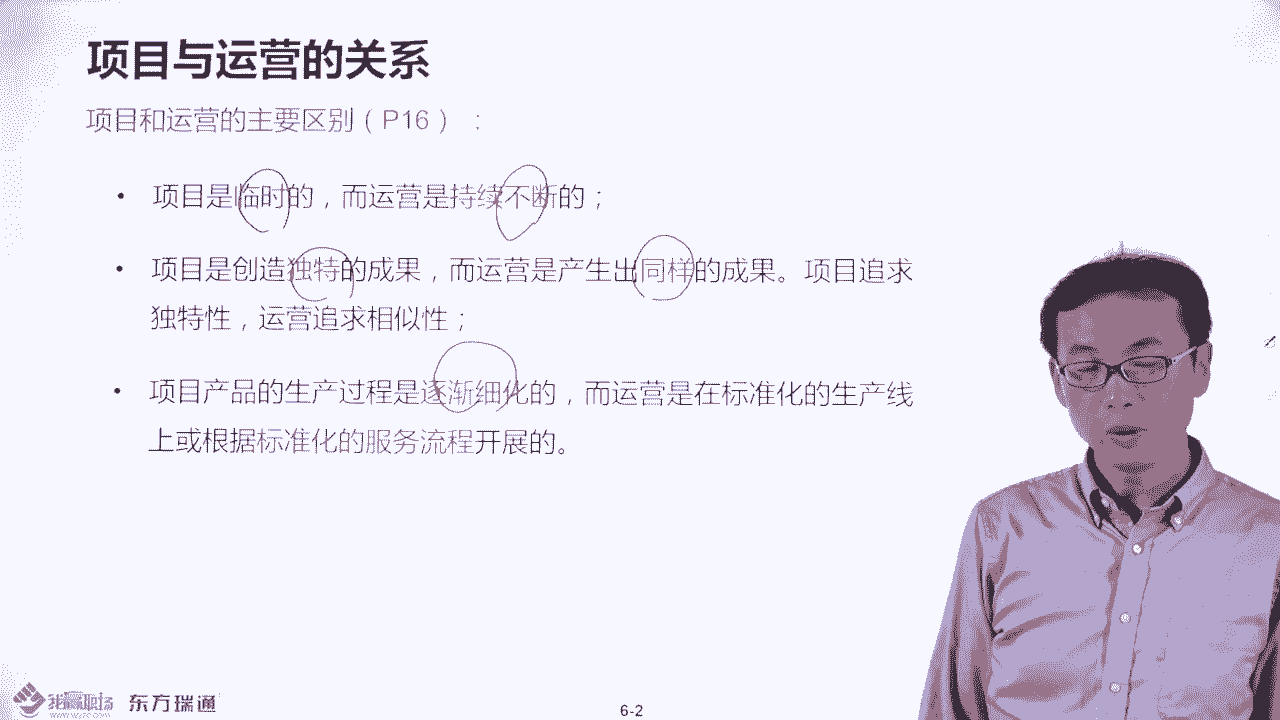 项目与运营的关系
项目和运营的主要区别（P16）：
• 项目是临时的，而运营是持续不断的；
• 项目是创造独特的成果，而运营是产生出同样的成果。项目追求
独特性，运营追求相似性；
• 项目产品的生产过程是逐渐细化的，而运营是在标准化的生产线
上或根据标准化的服务流程开展的。
东方瑞通
6-2